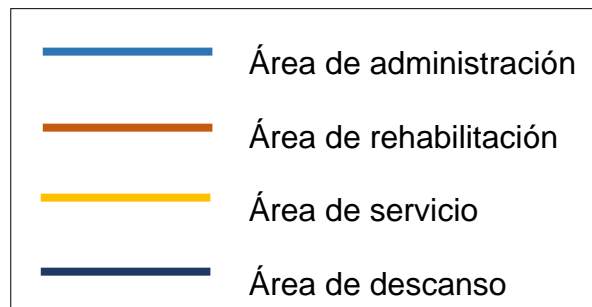 Área de administración
Área de rehabilitación
Área de servicio
Área de descanso